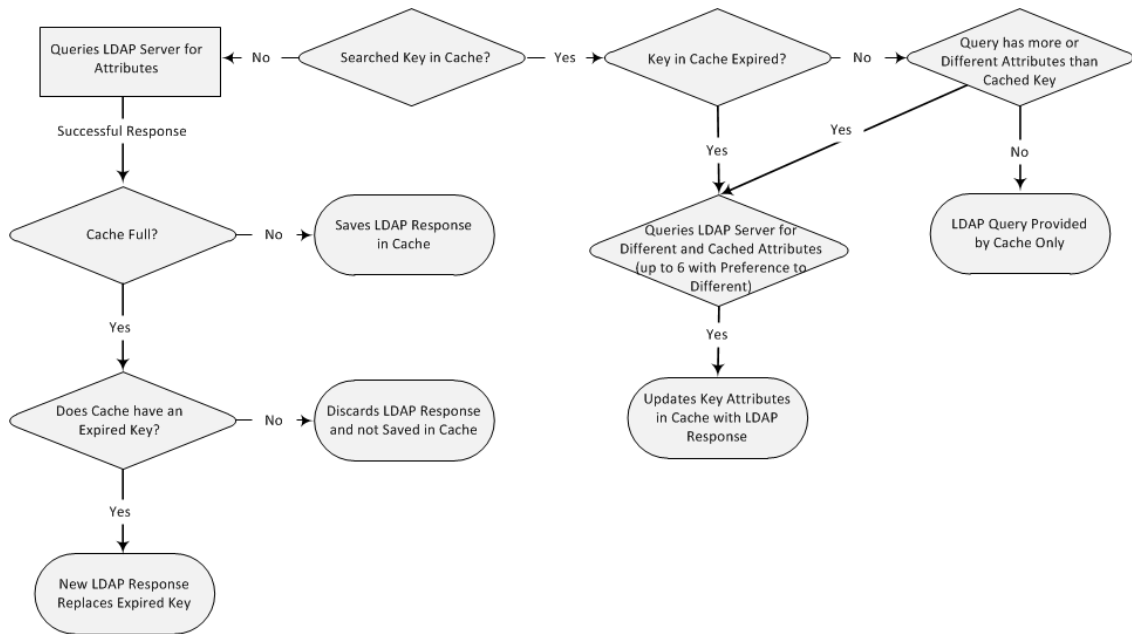 Queries LDAP Server for
Attributes
No
Searched Key in Cache?
Yes
Key in Cache Expired?
No
Query has more or
Different Attributes than
Cached Key
Successful Response
Yes
Yes
No
Cache Full?
No
Saves LDAP Response
in Cache
Queries LDAP Server for
Different and Cached Attributes
(up to 6 with Preference to
Different)
LDAP Query Provided
by Cache Only
Yes
Yes
Does Cache have an
Expired Key?
No
Discards LDAP Response
and not Saved in Cache
Updates Key Attributes
in Cache with LDAP
Response
Yes
New LDAP Response
Replaces Expired Key